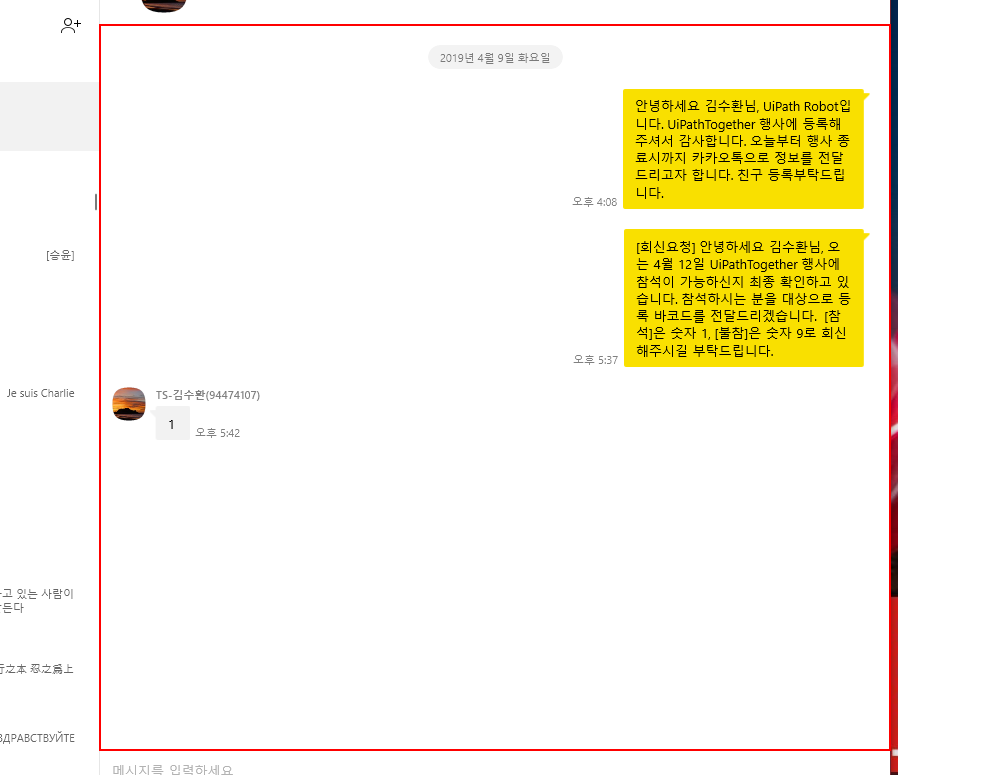 2019년 4월 9일 화요일
안녕하세요 김수환님, UiPath Robot입
니다. UiPathTogether 행사에 등록해
주셔서 감사합니다. 오늘부터 행사 종
료시까지 카카오톡으로 정보를 전달
드리고자 합니다. 친구 등록부탁드립
니다.
오후 4:08
[회신요청] 안녕하세요 김수환님, 오
는 4월 12일 UiPathTogether 행사에
참석이 가능하신지 최종 확인하고 있
습니다. 참석하시는 분을 대상으로 등
록 바코드를 전달드리겠습니다. [참
석]은 숫자 1, [불참]은 숫자 9로 회신
해주시길 부탁드립니다.
오후 5:37
TS-김수환(94474107)
1
오후 5:42
[승윤]
Je suis Charlie
고 있는 사람이
든다
行之本 忍之爲上
ЗДРАВСТВУЙТЕ
메시지를 입력하세요